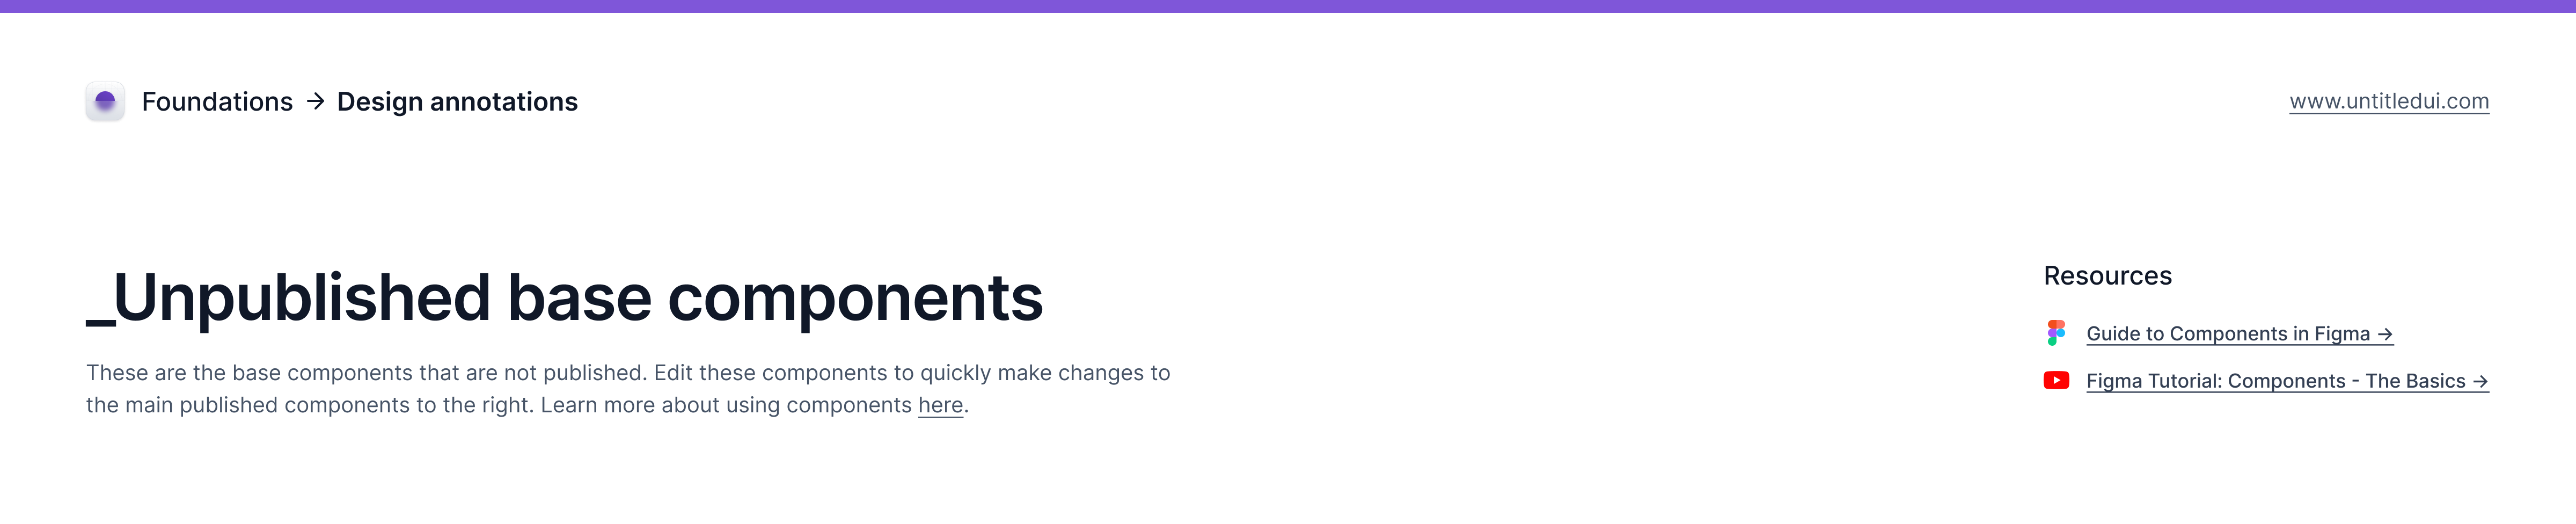 Foundations → Design annotations
www.untitledui.com
_Unpublished base components
These are the base components that are not published. Edit these components to quickly make changes to
the main published components to the right. Learn more about using components here.
Resources
Guide to Components in Figma →
Figma Tutorial: Components - The Basics →